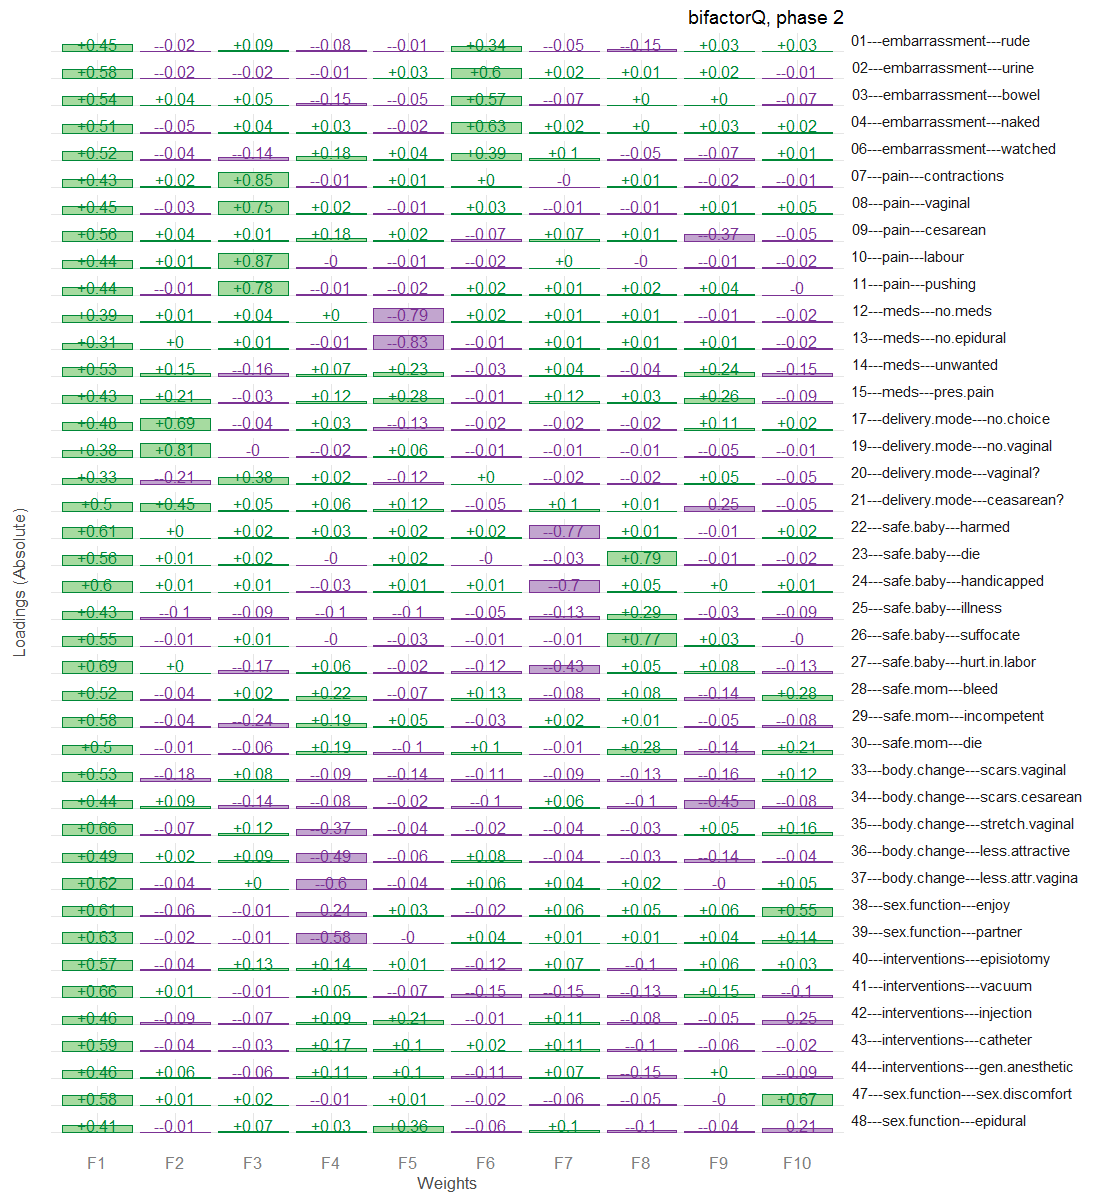 bifactorQ, phase 2
+0.45 --0.02 +0.09 --0.08 --0.01 +0.34 --0.05 --0.15 +0.03 +0.03 01---embarrassment---rude
+0.58 --0.02 --0.02 --0.01 +0.03 +0.6 +0.02 +0.01 +0.02 --0.01 02---embarrassment---urine
+0.54 +0.04 +0.05 --0.15 --0.05 +0.57 --0.07 +0 +0 --0.07 03---embarrassment---bowel
+0.51 --0.05 +0.04 +0.03 --0.02 +0.63 +0.02 +0 +0.03 +0.02 04---embarrassment---naked
+0.52 --0.04 --0.14 +0.18 +0.04 +0.39 +0.1 --0.05 --0.07 +0.01 06---embarrassment---watched
+0.43 +0.02 +0.85 --0.01 +0.01 +0 -0 +0.01 --0.02 --0.01 07---pain---contractions
+0.45 --0.03 +0.75 +0.02 --0.01 +0.03 --0.01 --0.01 +0.01 +0.05 08---pain---vaginal
+0.56 +0.04 +0.01 +0.18 +0.02 --0.07 +0.07 +0.01 --0.37 --0.05 09---pain---cesarean
+0.44 +0.01 +0.87 -0 --0.01 --0.02 +0 -0 --0.01 --0.02 10---pain---labour
+0.44 --0.01 +0.78 --0.01 --0.02 +0.02 +0.01 +0.02 +0.04 -0 11---pain---pushing
+0.39 +0.01 +0.04 +0 --0.79 +0.02 +0.01 +0.01 --0.01 --0.02 12---meds---no.meds
+0.31 +0 +0.01 --0.01 --0.83 --0.01 +0.01 +0.01 +0.01 --0.02 13---meds---no.epidural
+0.53 +0.15 --0.16 +0.07 +0.23 --0.03 +0.04 --0.04 +0.24 --0.15 14---meds---unwanted
+0.43 +0.21 --0.03 +0.12 +0.28 --0.01 +0.12 +0.03 +0.26 --0.09 15---meds---pres.pain
+0.48 +0.69 --0.04 +0.03 --0.13 --0.02 --0.02 --0.02 +0.11 +0.02 17---delivery.mode---no.choice
+0.38 +0.81 -0 --0.02 +0.06 --0.01 --0.01 --0.01 --0.05 --0.01 19---delivery.mode---no.vaginal
+0.33 --0.21 +0.38 +0.02 --0.12 +0 --0.02 --0.02 +0.05 --0.05 20---delivery.mode---vaginal?
+0.5 +0.45 +0.05 +0.06 +0.12 --0.05 +0.1 +0.01 --0.25 --0.05 21---delivery.mode---ceasarean?
+0.61 +0 +0.02 +0.03 +0.02 +0.02 --0.77 +0.01 --0.01 +0.02 22---safe.baby---harmed
+0.56 +0.01 +0.02 -0 +0.02 -0 --0.03 +0.79 --0.01 --0.02 23---safe.baby---die
+0.6 +0.01 +0.01 --0.03 +0.01 +0.01 --0.7 +0.05 +0 +0.01 24---safe.baby---handicapped
+0.43 --0.1 --0.09 --0.1 --0.1 --0.05 --0.13 +0.29 --0.03 --0.09 25---safe.baby---illness
+0.55 --0.01 +0.01 -0 --0.03 --0.01 --0.01 +0.77 +0.03 -0 26---safe.baby---suffocate
+0.69 +0 --0.17 +0.06 --0.02 --0.12 --0.43 +0.05 +0.08 --0.13 27---safe.baby---hurt.in.labor
+0.52 --0.04 +0.02 +0.22 --0.07 +0.13 --0.08 +0.08 --0.14 +0.28 28---safe.mom---bleed
+0.58 --0.04 --0.24 +0.19 +0.05 --0.03 +0.02 +0.01 --0.05 --0.08 29---safe.mom---incompetent
+0.5 --0.01 --0.06 +0.19 --0.1 +0.1 --0.01 +0.28 --0.14 +0.21 30---safe.mom---die
+0.53 --0.18 +0.08 --0.09 --0.14 --0.11 --0.09 --0.13 --0.16 +0.12 33---body.change---scars.vaginal
+0.44 +0.09 --0.14 --0.08 --0.02 --0.1 +0.06 --0.1 --0.45 --0.08 34---body.change---scars.cesarean
+0.66 --0.07 +0.12 --0.37 --0.04 --0.02 --0.04 --0.03 +0.05 +0.16 35---body.change---stretch.vaginal
+0.49 +0.02 +0.09 --0.49 --0.06 +0.08 --0.04 --0.03 --0.14 --0.04 36---body.change---less.attractive
+0.62 --0.04 +0 --0.6 --0.04 +0.06 +0.04 +0.02 -0 +0.05 37---body.change---less.attr.vagina
+0.61 --0.06 --0.01 --0.24 +0.03 --0.02 +0.06 +0.05 +0.06 +0.55 38---sex.function---enjoy
+0.63 --0.02 --0.01 --0.58 -0 +0.04 +0.01 +0.01 +0.04 +0.14 39---sex.function---partner
+0.57 --0.04 +0.13 +0.14 +0.01 --0.12 +0.07 --0.1 +0.06 +0.03 40---interventions---episiotomy
+0.66 +0.01 --0.01 +0.05 --0.07 --0.15 --0.15 --0.13 +0.15 --0.1 41---interventions---vacuum
+0.46 --0.09 --0.07 +0.09 +0.21 --0.01 +0.11 --0.08 --0.05 --0.25 42---interventions---injection
+0.59 --0.04 --0.03 +0.17 +0.1 +0.02 +0.11 --0.1 --0.06 --0.02 43---interventions---catheter
+0.46 +0.06 --0.06 +0.11 +0.1 --0.11 +0.07 --0.15 +0 --0.09 44---interventions---gen.anesthetic
+0.58 +0.01 +0.02 --0.01 +0.01 --0.02 --0.06 --0.05 -0 +0.67 47---sex.function---sex.discomfort
+0.41 --0.01 +0.07 +0.03 +0.36 --0.06 +0.1 --0.1 --0.04 --0.21 48---sex.function---epidural
F1 F2 F3 F4 F5 F6 F7 F8 F9 F10
Weights
Loadings (Absolute)